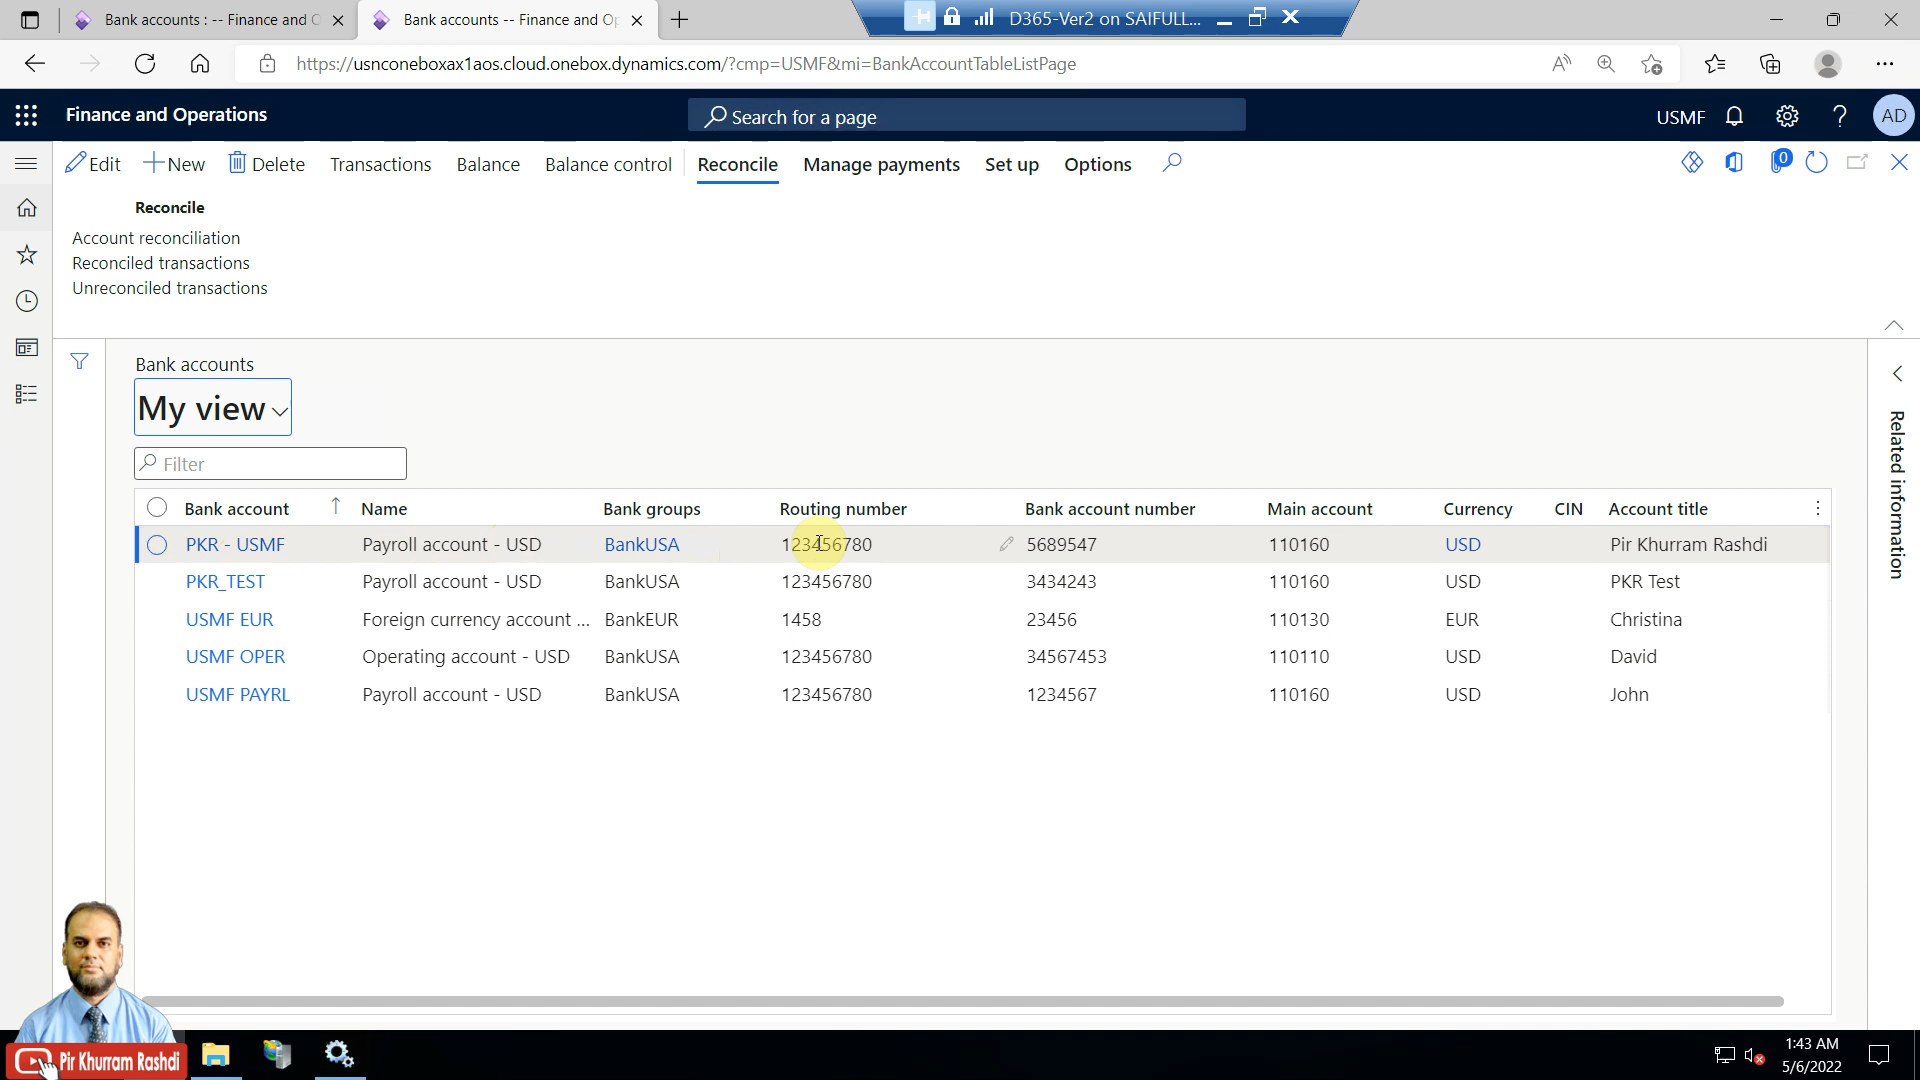 Bank accounts : -- Finance and O
Bank accounts -- Finance and Op
D365-Ver2 on SAIFULL...
https://usnconeboxax1aos.cloud.onebox.dynamics.com/?cmp=USMF&mi=BankAccountTableListPage
Finance and Operations
Search for a page
USMF
AD
Edit New Delete Transactions Balance Balance control Reconcile Manage payments Set up Options
0
Reconcile
Account reconciliation
Reconciled transactions
Unreconciled transactions
Bank accounts
My view
Filter
Related information
Bank account Name Bank groups Routing number Bank account number Main account Currency CIN Account title
PKR - USMF Payroll account - USD BankUSA 123456780 5689547 110160 USD Pir Khurram Rashdi
PKR_TEST Payroll account - USD BankUSA 123456780 3434243 110160 USD PKR Test
USMF EUR Foreign currency account ... BankEUR 1458 23456 110130 EUR Christina
USMF OPER Operating account - USD BankUSA 123456780 34567453 110110 USD David
USMF PAYRL Payroll account - USD BankUSA 123456780 1234567 110160 USD John
Pir Khurram Rashdi
1:43 AM
5/6/2022